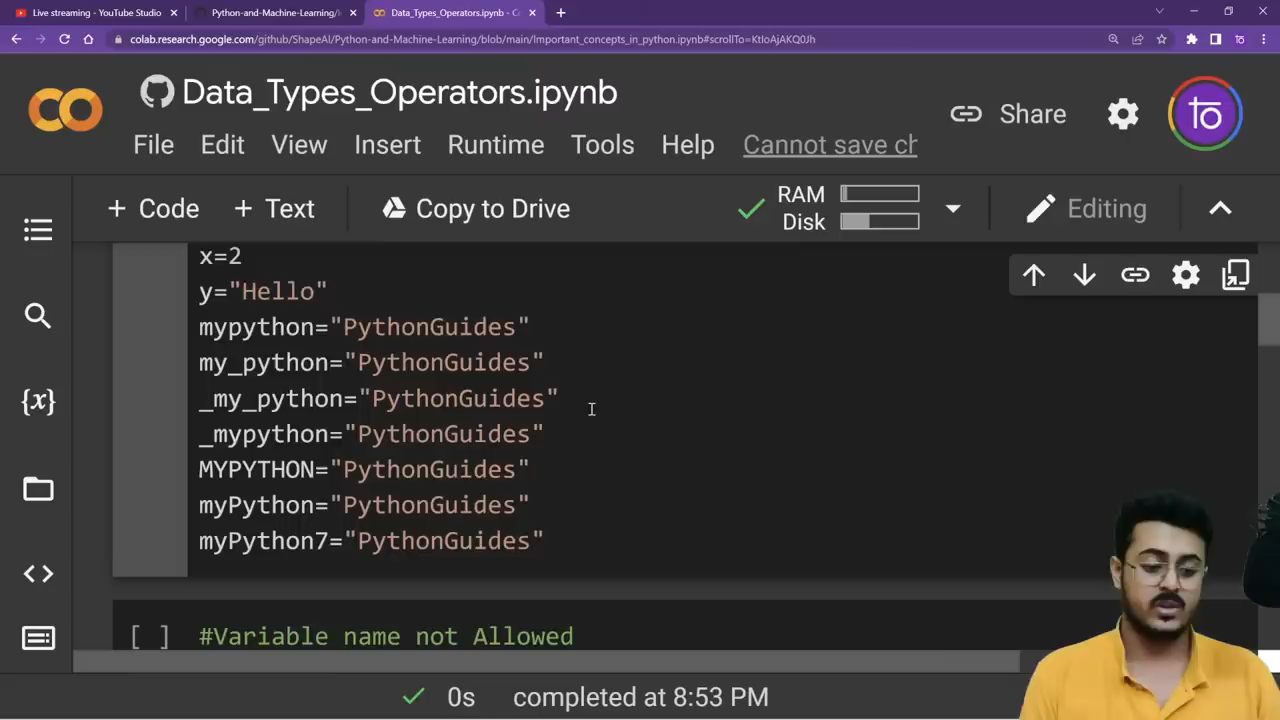 Live streaming - YouTube Studio
Python-and-Machine-Learning/
Data_Types_Operators.ipynb - C
colab.research.google.com/github/ShapeAI/Python-and-Machine-Learning/blob/main/Important_concepts_in_python.ipynb#scrollTo=KtIoAjAKQ0Jh
Data_Types_Operators.ipynb
Share
File Edit View Insert Runtime Tools Help Cannot save ch
+ Code + Text Copy to Drive
RAM
Disk
Editing
x=2
y="Hello"
mypython="PythonGuides"
my_python="PythonGuides"
_my_python="PythonGuides"
_mypython="PythonGuides"
MYPYTHON="PythonGuides"
myPython="PythonGuides"
myPython7="PythonGuides"
[ ] #Variable name not Allowed
0s completed at 8:53 PM